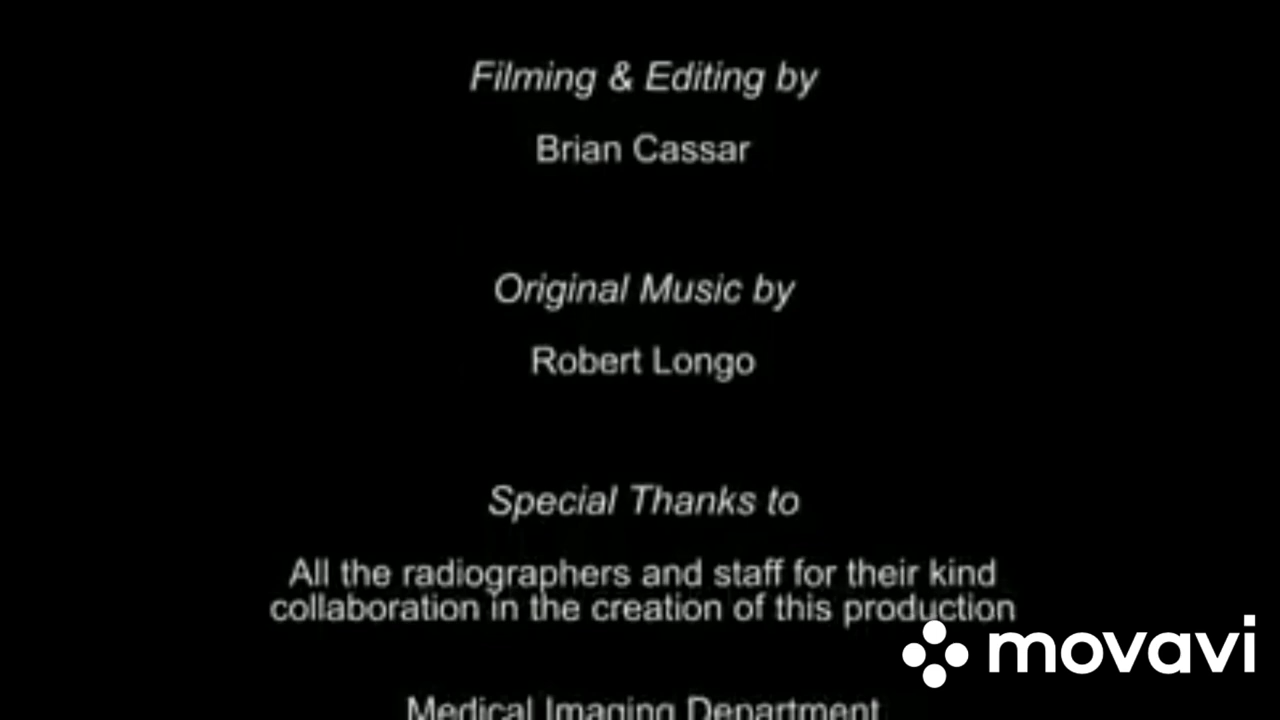 Filming & Editing by
Brian Cassar
Original Music by
Robert Longo
Special Thanks to
All the radiographers and staff for their kind
collaboration in the creation of this production
movavi
Medical Imaging Department